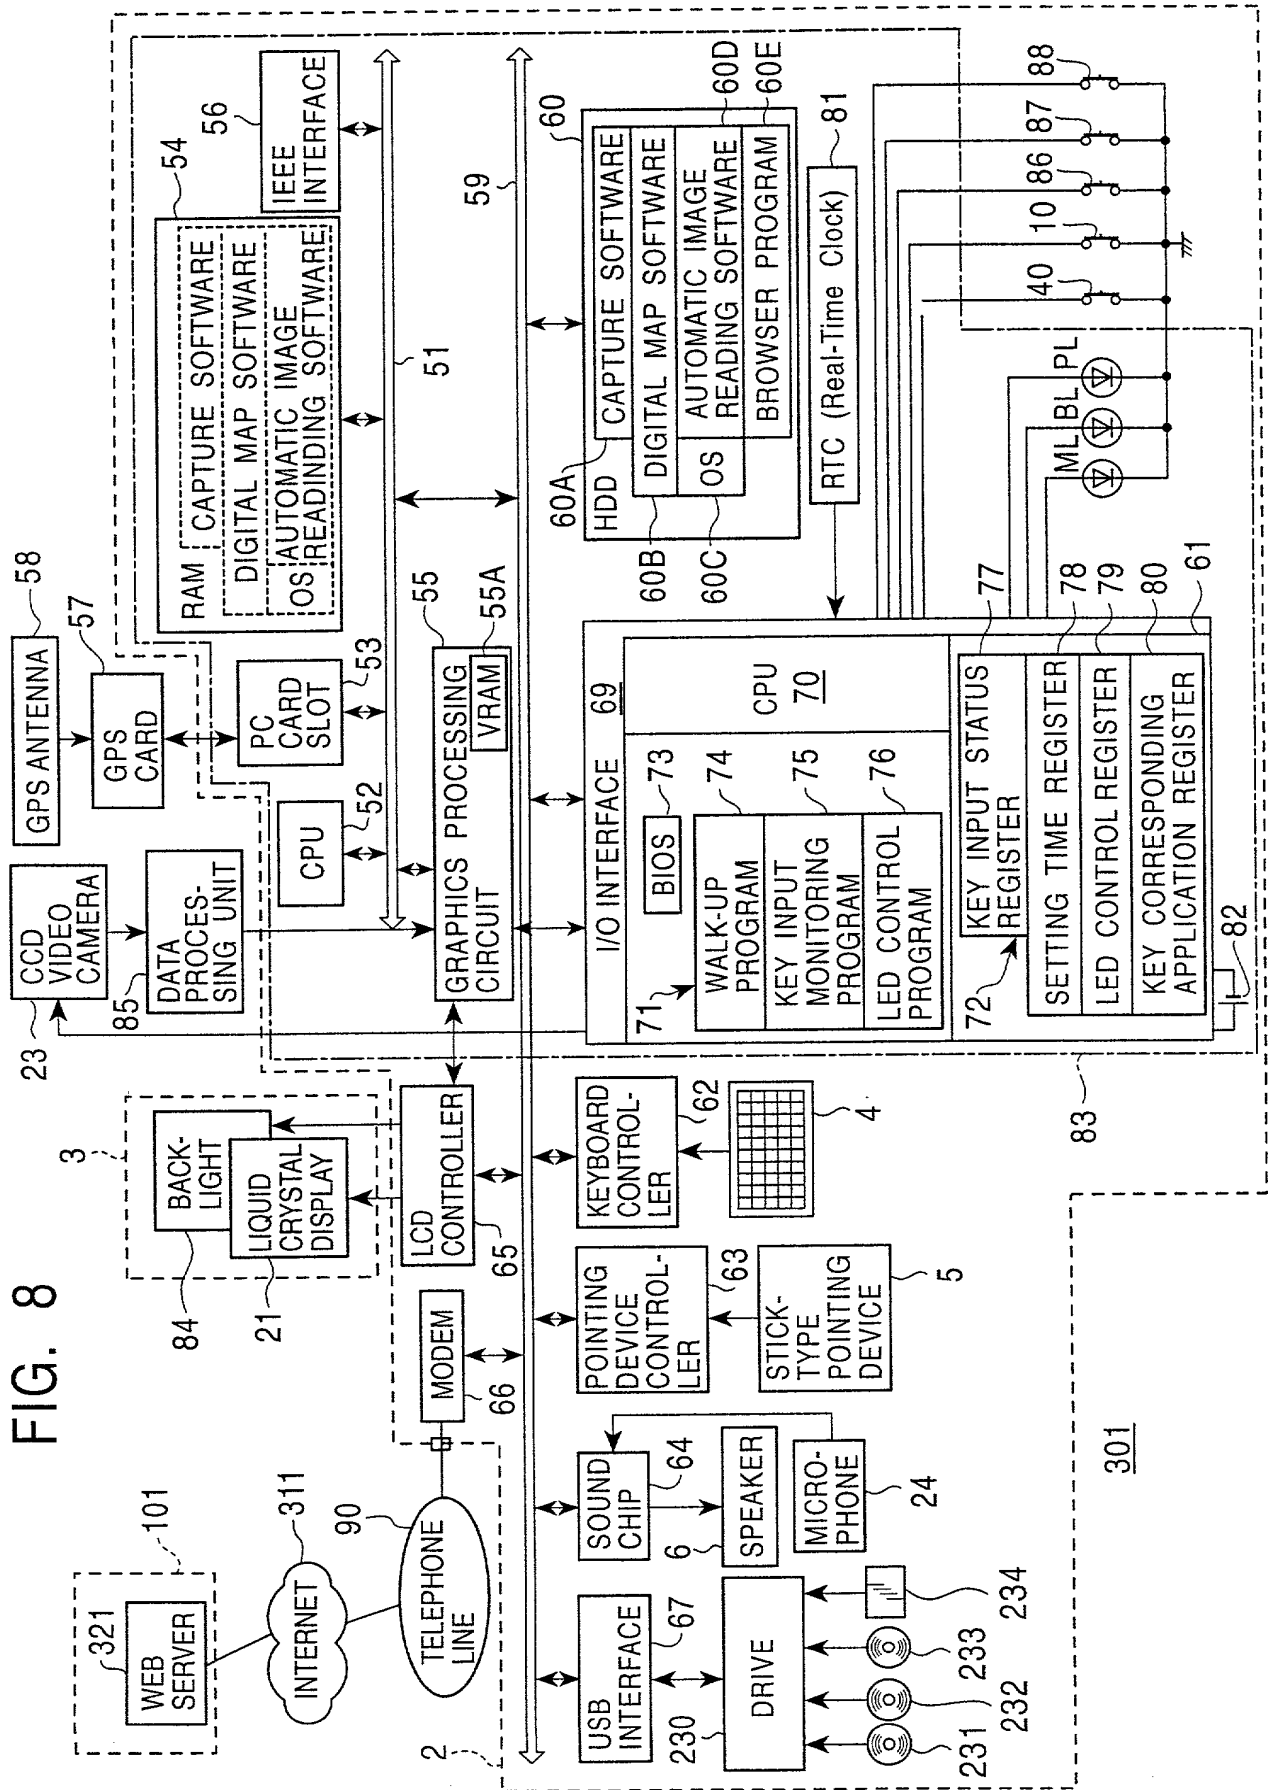 FIG. 8
101
321
WEB
SERVER
311
INTERNET
90
TELEPHONE
LINE
2
3
BACK-
LIGHT
84
LIQUID
CRYSTAL
DISPLAY
21
MODEM
66
LCD
CONTROLLER
65
CCD
VIDEO
CAMERA
23
DATA
PROCES-
SING UNIT
85
GPS ANTENNA
58
GPS
CARD
57
PC
CARD
SLOT
53
CPU
52
RAM
CAPTURE SOFTWARE
DIGITAL MAP SOFTWARE
OS
AUTOMATIC IMAGE
READINDING SOFTWARE
54
IEEE
INTERFACE
56
51
GRAPHICS PROCESSING
CIRCUIT
55
VRAM
55A
59
USB
INTERFACE
67
230
DRIVE
231
232
233
234
SOUND
CHIP
64
6
SPEAKER
MICRO-
PHONE
24
POINTING
DEVICE
CONTROL-
LER
63
STICK-
TYPE
POINTING
DEVICE
5
KEYBOARD
CONTROL-
LER
62
4
I/O INTERFACE
69
BIOS
73
CPU
70
71
WALK-UP
PROGRAM
74
KEY INPUT
MONITORING
PROGRAM
75
LED CONTROL
PROGRAM
76
72
KEY INPUT STATUS
REGISTER
77
SETTING TIME REGISTER
78
LED CONTROL REGISTER
79
KEY CORRESPONDING
APPLICATION REGISTER
80
61
82
83
60
HDD
60A
CAPTURE SOFTWARE
60B
DIGITAL MAP SOFTWARE
60C
OS
AUTOMATIC IMAGE
READING SOFTWARE
60D
BROWSER PROGRAM
60E
RTC (Real-Time Clock)
81
ML
BL
PL
40
10
86
87
88
301